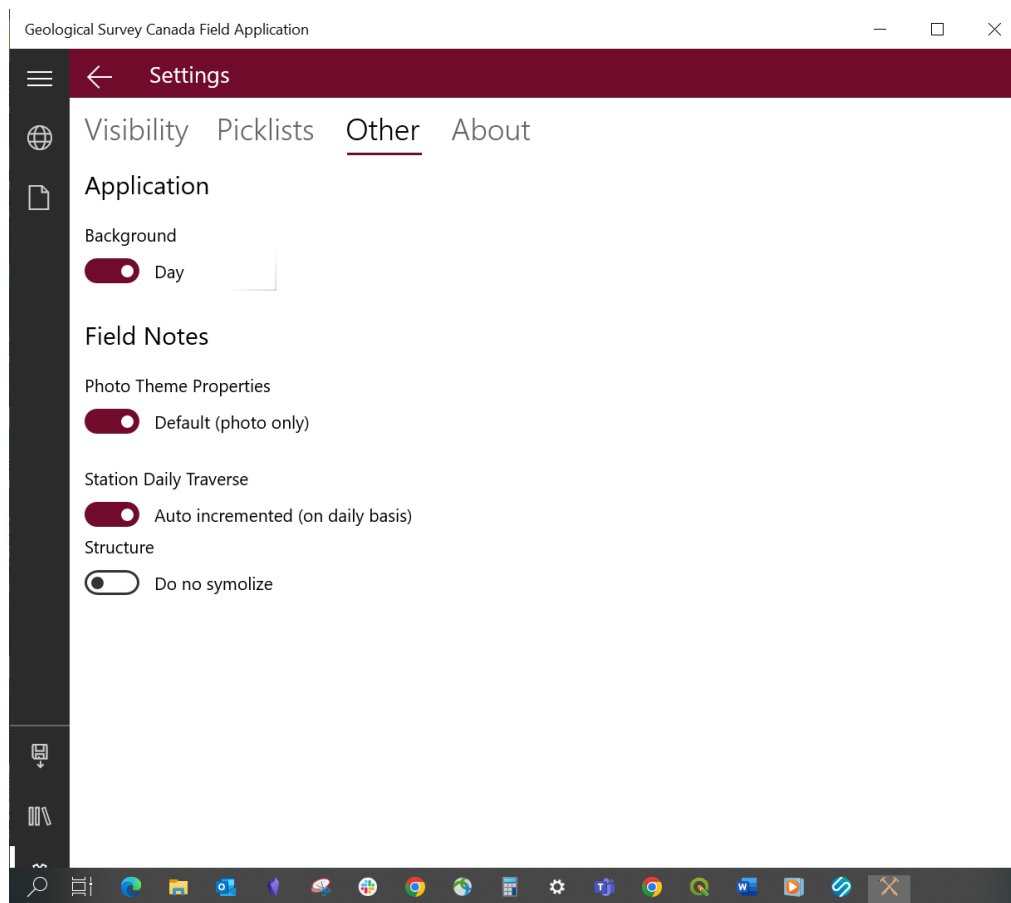 Geological Survey Canada Field Application
Settings
Visibility Picklists Other About
Application
Background
Day
Field Notes
Photo Theme Properties
Default (photo only)
Station Daily Traverse
Auto incremented (on daily basis)
Structure
Do no symolize